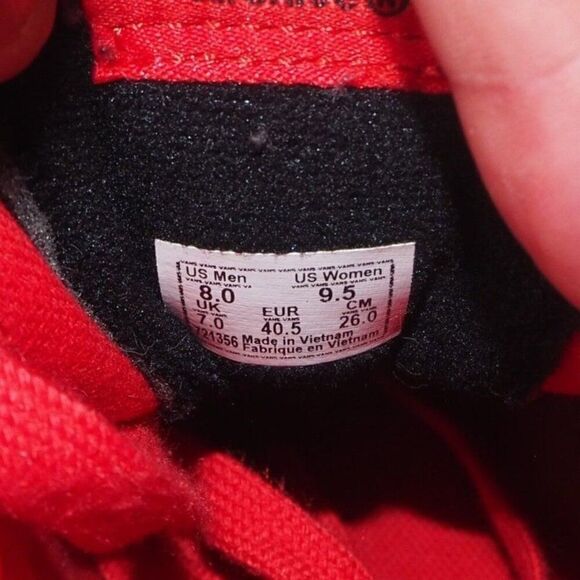 US Men US Women
8.0 9.5
UK EUR CM
7.0 40.5 26.0
721356 Made in Vietnam
Fabrique en Vietnam